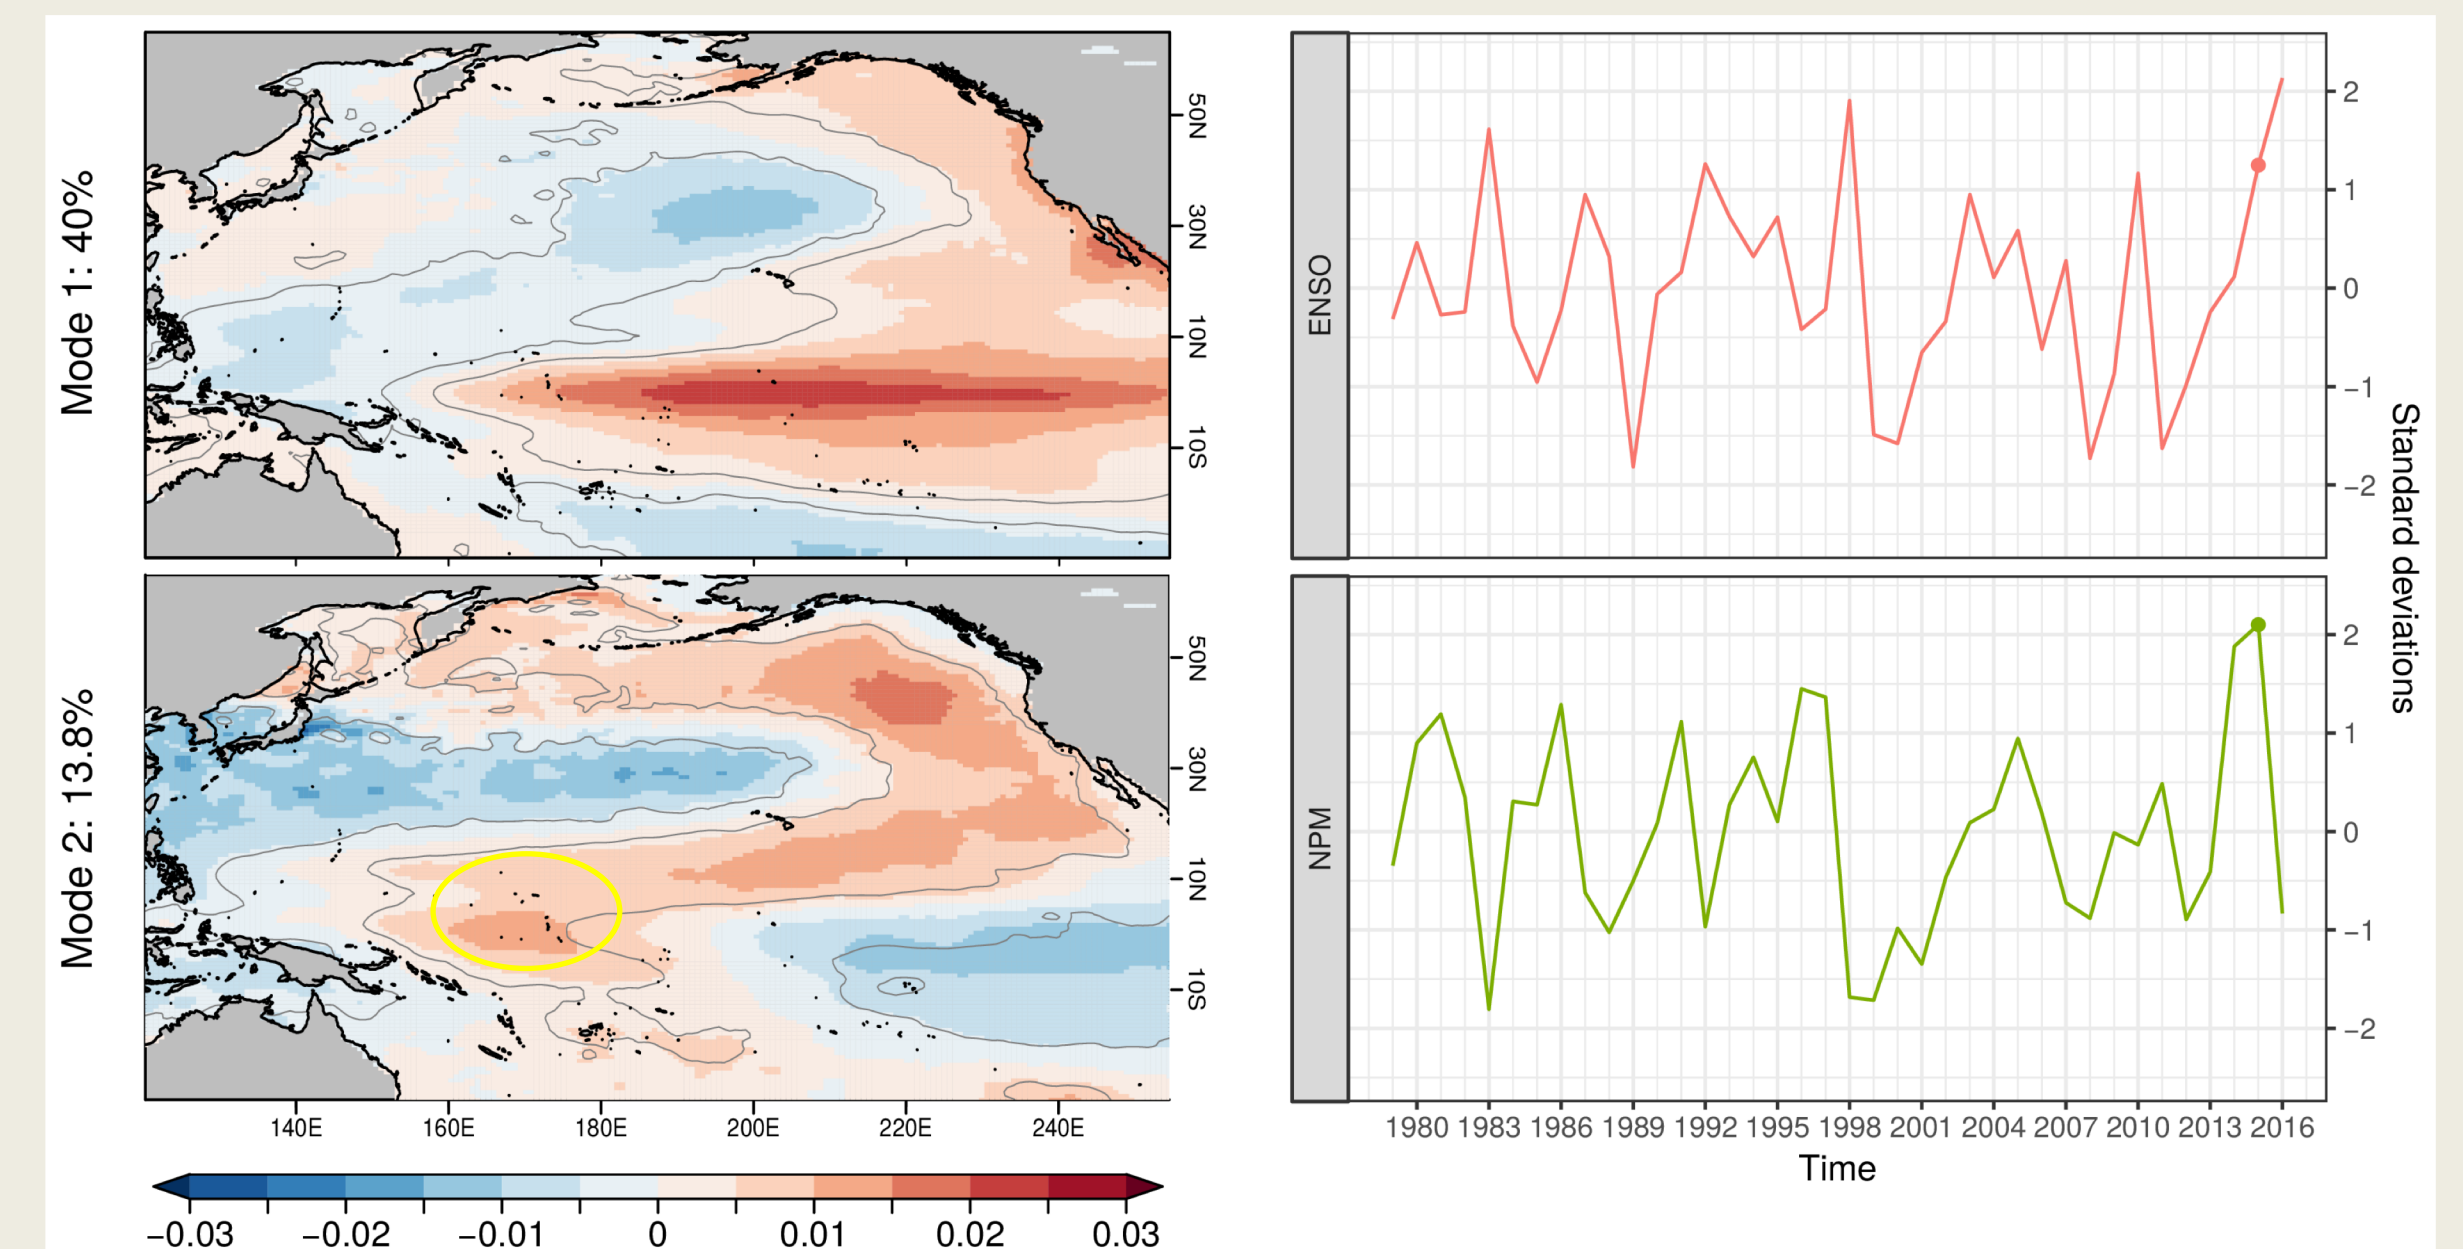 Mode 1: 40%
50N
30N
10N
10S
ENSO
2
1
0
−1
−2
Standard deviations
Mode 2: 13.8%
50N
30N
10N
10S
140E 160E 180E 200E 220E 240E
−0.03 −0.02 −0.01 0 0.01 0.02 0.03
NPM
2
1
0
−1
−2
1980 1983 1986 1989 1992 1995 1998 2001 2004 2007 2010 2013 2016
Time